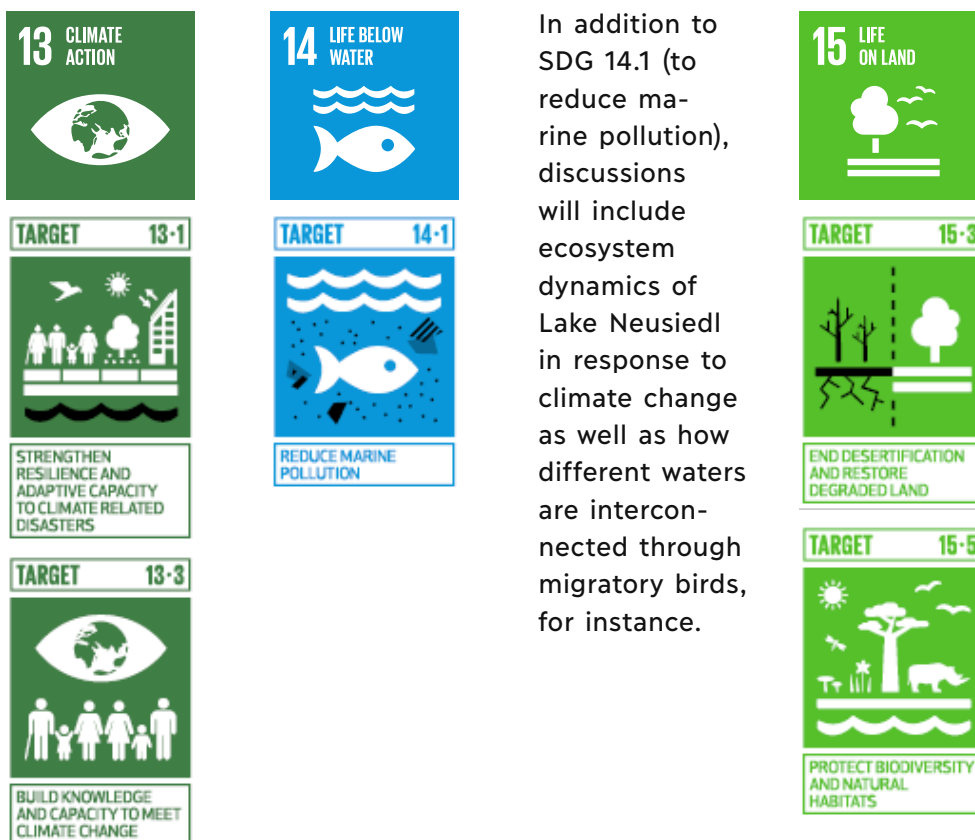 13 CLIMATE
ACTION
TARGET 13·1
STRENGTHEN
RESILIENCE AND
ADAPTIVE CAPACITY
TO CLIMATE RELATED
DISASTERS
TARGET 13·3
BUILD KNOWLEDGE
AND CAPACITY TO MEET
CLIMATE CHANGE
14 LIFE BELOW
WATER
TARGET 14·1
REDUCE MARINE
POLLUTION
In addition to
SDG 14.1 (to
reduce ma-
rine pollution),
discussions
will include
ecosystem
dynamics of
Lake Neusiedl
in response to
climate change
as well as how
different waters
are intercon-
nected through
migratory birds,
for instance.
15 LIFE
ON LAND
TARGET 15·3
END DESERTIFICATION
AND RESTORE
DEGRADED LAND
TARGET 15·5
PROTECT BIODIVERSITY
AND NATURAL
HABITATS